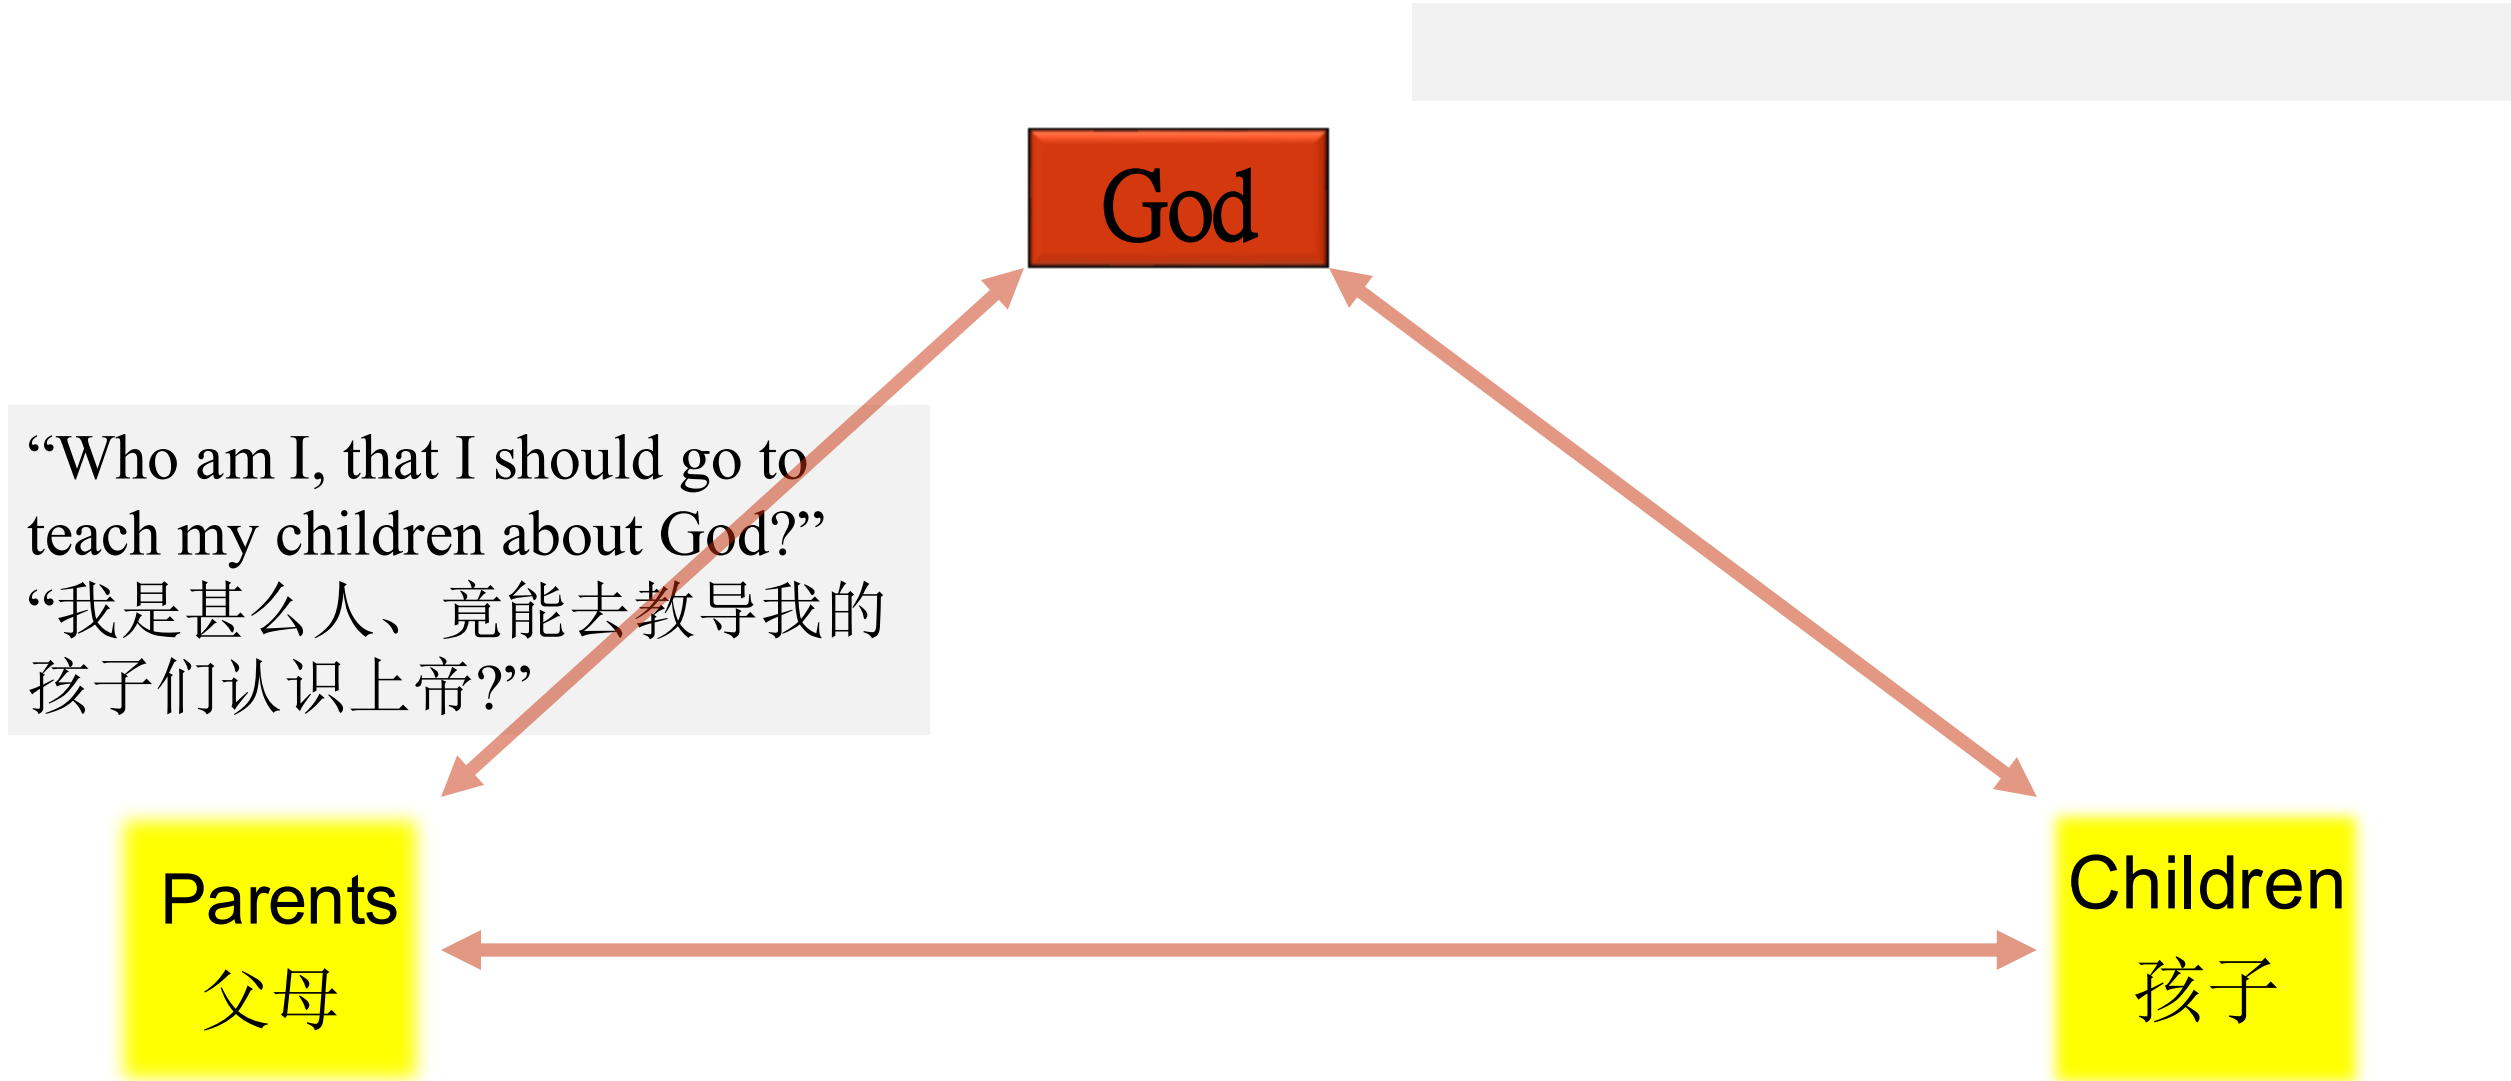 God
“Who am I, that I should go to
teach my children about God?”
“我是甚么人，竟能去教导我的
孩子们认识上帝?”
Parents
父母
Children
孩子